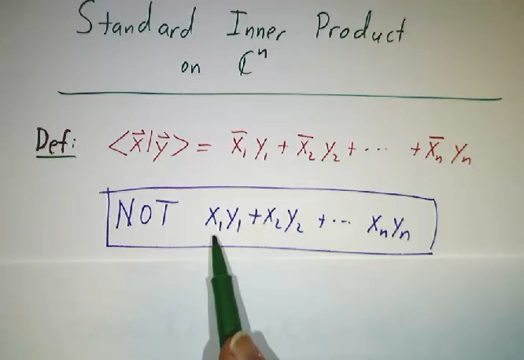 Standard Inner Product
on ℂⁿ
Def: <x⃗|y⃗> = x̅₁y₁ + x̅₂y₂ + ⋯ + x̅ₙyₙ
NOT x₁y₁+x₂y₂ + ⋯ xₙyₙ